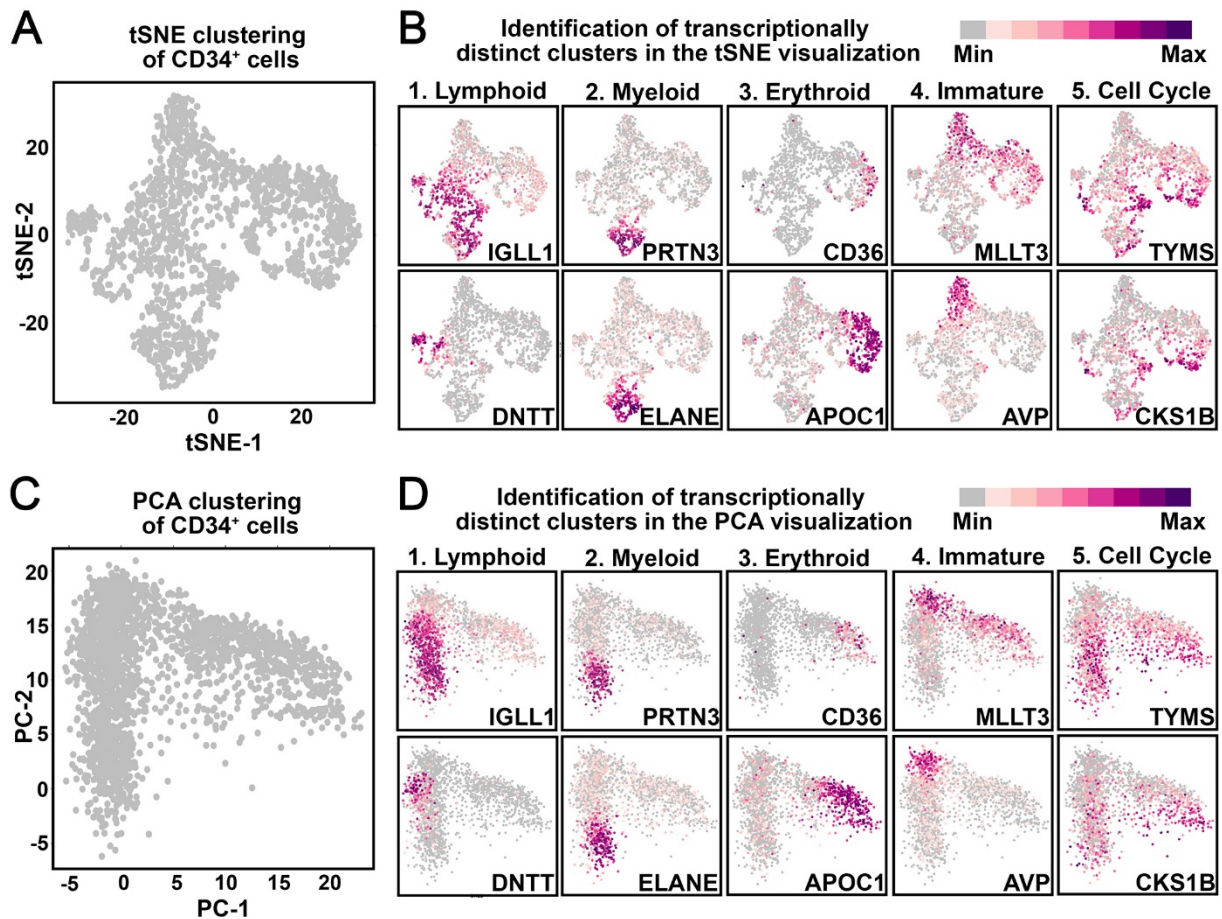 A
tSNE clustering
of CD34⁺ cells
20
0
-20
tSNE-2
-20
0
20
tSNE-1
B
Identification of transcriptionally
distinct clusters in the tSNE visualization
Min
Max
1. Lymphoid
2. Myeloid
3. Erythroid
4. Immature
5. Cell Cycle
IGLL1
PRTN3
CD36
MLLT3
TYMS
DNTT
ELANE
APOC1
AVP
CKS1B
C
PCA clustering
of CD34⁺ cells
20
15
10
5
0
-5
PC-2
-5
0
5
10
15
20
PC-1
D
Identification of transcriptionally
distinct clusters in the PCA visualization
Min
Max
1. Lymphoid
2. Myeloid
3. Erythroid
4. Immature
5. Cell Cycle
IGLL1
PRTN3
CD36
MLLT3
TYMS
DNTT
ELANE
APOC1
AVP
CKS1B